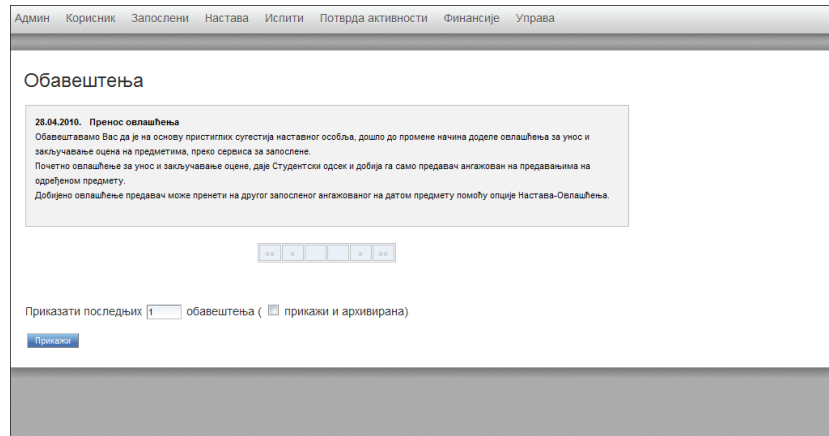 Админ Корисник Запослени Настава Испити Потврда активности Финансије Управа
Обавештења
28.04.2010. Пренос овлашћења
Обавештавамо Вас да је на основу пристиглих сугестија наставног особља, дошло до промене начина доделе овлашћења за унос и
закључавање оцена на предметима, преко сервиса за запослене.
Почетно овлашћење за унос и закључавање оцене, даје Студентски одсек и добија га само предавач ангажован на предавањима на
одређеном предмету.
Добијено овлашћење предавач може пренети на другог запосленог ангажованог на датом предмету помоћу опције Настава-Овлашћења.
«« « » »»
Приказати последњих 1 обавештења ( прикажи и архивирана)
Прикажи